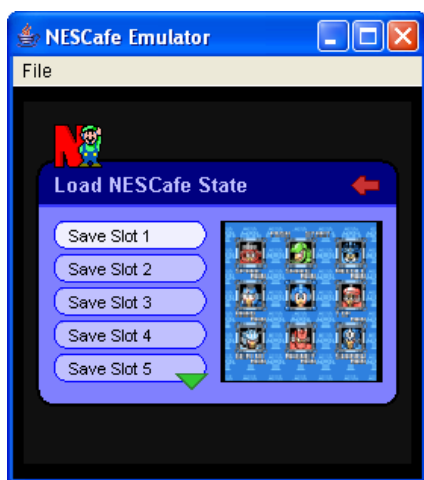 NESCafe Emulator
File
N
Load NESCafe State
Save Slot 1
Save Slot 2
Save Slot 3
Save Slot 4
Save Slot 5